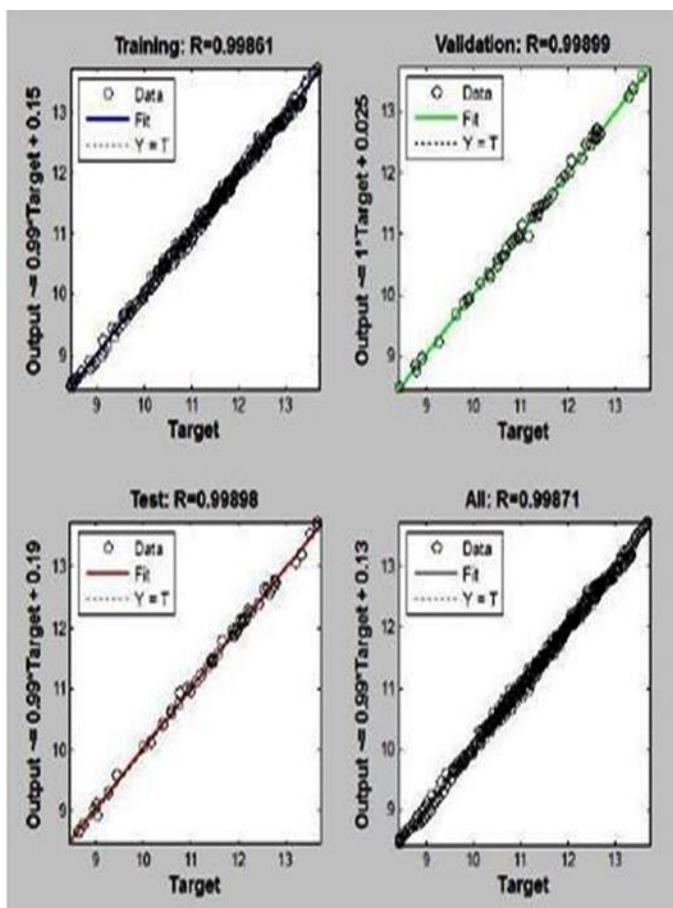 Training: R=0.99861
Output ~= 0.99*Target + 0.15
13
12
11
10
9
Data
Fit
Y = T
9 10 11 12 13
Target
Validation: R=0.99899
Output ~= 1*Target + 0.025
13
12
11
10
9
Data
Fit
Y = T
9 10 11 12 13
Target
Test: R=0.99898
Output ~= 0.99*Target + 0.19
13
12
11
10
9
Data
Fit
Y = T
9 10 11 12 13
Target
All: R=0.99871
Output ~= 0.99*Target + 0.13
13
12
11
10
9
Data
Fit
Y = T
9 10 11 12 13
Target